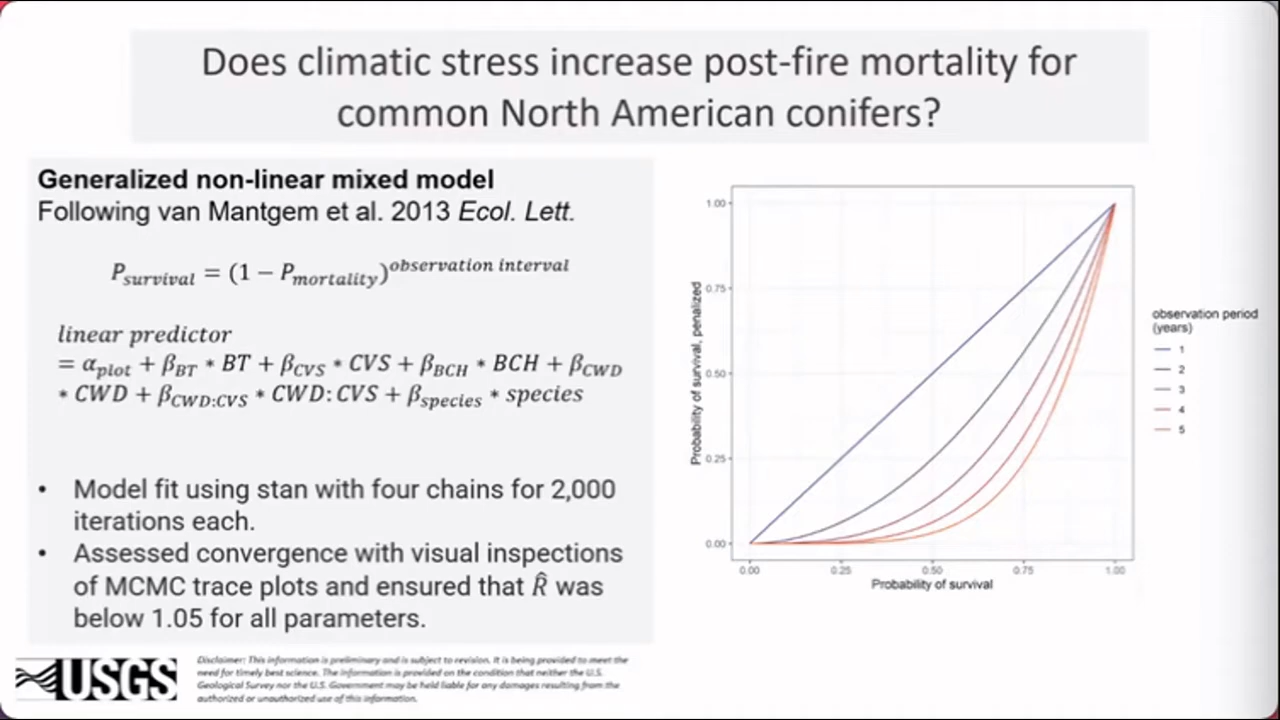 Does climatic stress increase post-fire mortality for
common North American conifers?
Generalized non-linear mixed model
Following van Mantgem et al. 2013 Ecol. Lett.
P_survival = (1 − P_mortality)^observation interval
linear predictor
= α_plot + β_BT * BT + β_CVS * CVS + β_BCH * BCH + β_CWD
* CWD + β_CWD:CVS * CWD: CVS + β_species * species
• Model fit using stan with four chains for 2,000
iterations each.
• Assessed convergence with visual inspections
of MCMC trace plots and ensured that R̂ was
below 1.05 for all parameters.
Probability of survival, penalized
1.00
0.75
0.50
0.25
0.00
0.00 0.25 0.50 0.75 1.00
Probability of survival
observation period
(years)
1
2
3
4
5
USGS
Disclaimer: This information is preliminary and is subject to revision. It is being provided to meet the
need for timely best science. The information is provided on the condition that neither the U.S.
Geological Survey nor the U.S. Government may be held liable for any damages resulting from the
authorized or unauthorized use of this information.